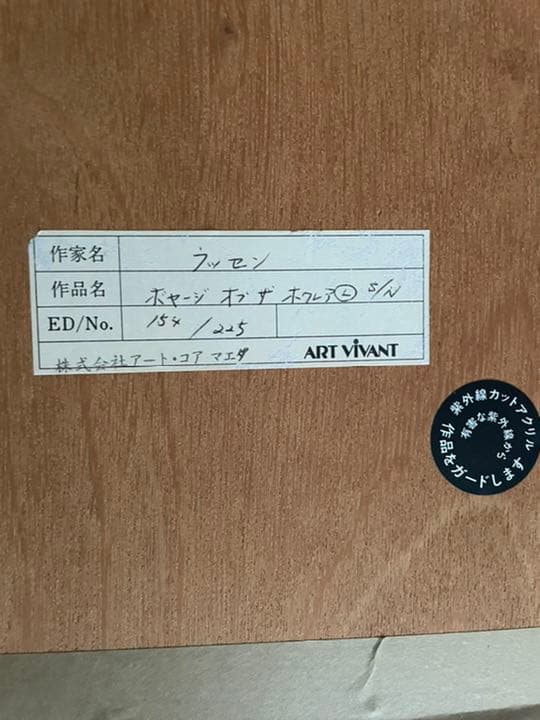 作家名 ラッセン
作品名 ボヤージ オブ ザ ホクレア Ⓛ S/N
ED/No. 154 / 225
株式会社アート・コア マエダ ART VIVANT
紫外線カットアクリル
有害な紫外線から
作品をガードします